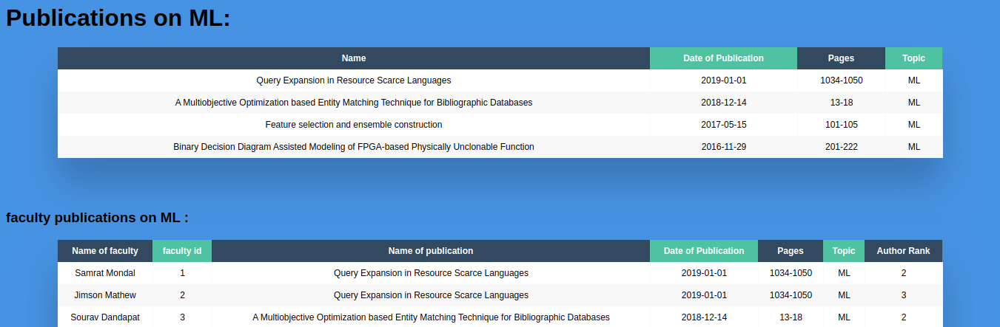 Publications on ML:
Name Date of Publication Pages Topic
Query Expansion in Resource Scarce Languages 2019-01-01 1034-1050 ML
A Multiobjective Optimization based Entity Matching Technique for Bibliographic Databases 2018-12-14 13-18 ML
Feature selection and ensemble construction 2017-05-15 101-105 ML
Binary Decision Diagram Assisted Modeling of FPGA-based Physically Unclonable Function 2016-11-29 201-222 ML
faculty publications on ML :
Name of faculty faculty id Name of publication Date of Publication Pages Topic Author Rank
Samrat Mondal 1 Query Expansion in Resource Scarce Languages 2019-01-01 1034-1050 ML 2
Jimson Mathew 2 Query Expansion in Resource Scarce Languages 2019-01-01 1034-1050 ML 3
Sourav Dandapat 3 A Multiobjective Optimization based Entity Matching Technique for Bibliographic Databases 2018-12-14 13-18 ML 2